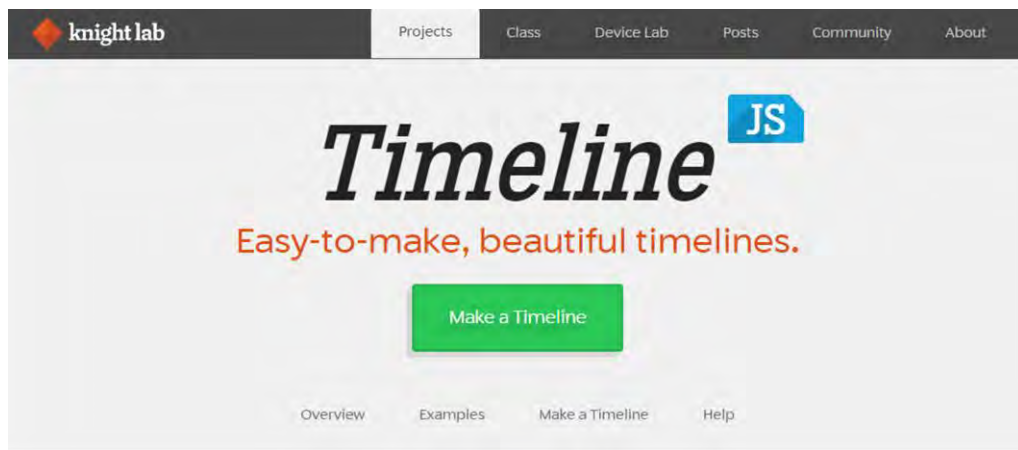 knight lab Projects Class Device Lab Posts Community About
Timeline JS
Easy-to-make, beautiful timelines.
Make a Timeline
Overview Examples Make a Timeline Help